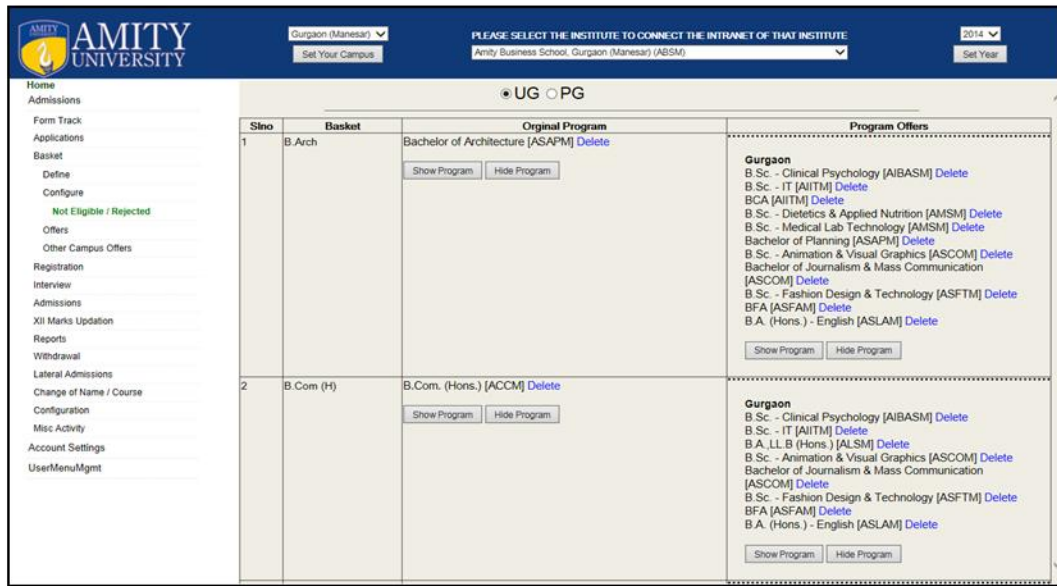 AMITY
AMITY
UNIVERSITY
Gurgaon (Manesar)
Set Your Campus
PLEASE SELECT THE INSTITUTE TO CONNECT THE INTRANET OF THAT INSTITUTE
Amity Business School, Gurgaon (Manesar) (ABSM)
2014
Set Year
Home
Admissions
Form Track
Applications
Basket
Define
Configure
Not Eligible / Rejected
Offers
Other Campus Offers
Registration
Interview
Admissions
XII Marks Updation
Reports
Withdrawal
Lateral Admissions
Change of Name / Course
Configuration
Misc Activity
Account Settings
UserMenuMgmt
UG PG
Slno Basket Orginal Program Program Offers
1 B.Arch Bachelor of Architecture [ASAPM] Delete
Show Program Hide Program
Gurgaon
B.Sc. - Clinical Psychology [AIBASM] Delete
B.Sc. - IT [AIITM] Delete
BCA [AIITM] Delete
B.Sc. - Dietetics & Applied Nutrition [AMSM] Delete
B.Sc. - Medical Lab Technology [AMSM] Delete
Bachelor of Planning [ASAPM] Delete
B.Sc. - Animation & Visual Graphics [ASCOM] Delete
Bachelor of Journalism & Mass Communication
[ASCOM] Delete
B.Sc. - Fashion Design & Technology [ASFTM] Delete
BFA [ASFAM] Delete
B.A. (Hons.) - English [ASLAM] Delete
Show Program Hide Program
2 B.Com (H) B.Com. (Hons.) [ACCM] Delete
Show Program Hide Program
Gurgaon
B.Sc. - Clinical Psychology [AIBASM] Delete
B.Sc. - IT [AIITM] Delete
B.A.,LL.B (Hons.) [ALSM] Delete
B.Sc. - Animation & Visual Graphics [ASCOM] Delete
Bachelor of Journalism & Mass Communication
[ASCOM] Delete
B.Sc. - Fashion Design & Technology [ASFTM] Delete
BFA [ASFAM] Delete
B.A. (Hons.) - English [ASLAM] Delete
Show Program Hide Program